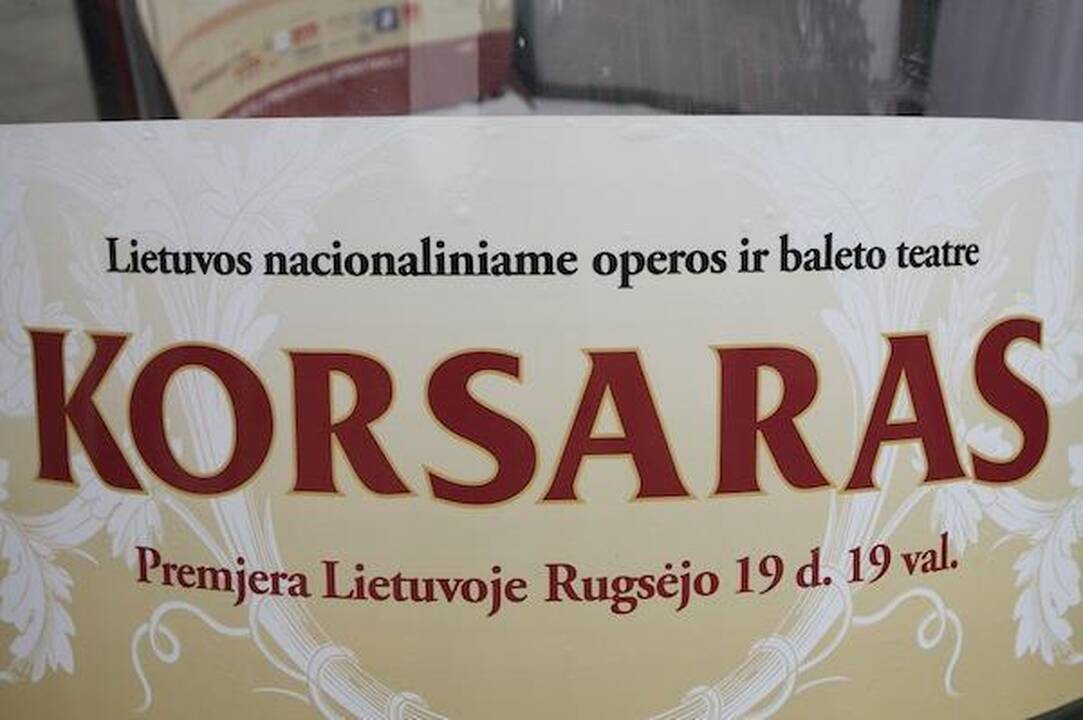 Lietuvos nacionaliniame operos ir baleto teatre
KORSARAS
Premjera Lietuvoje Rugsėjo 19 d. 19 val.